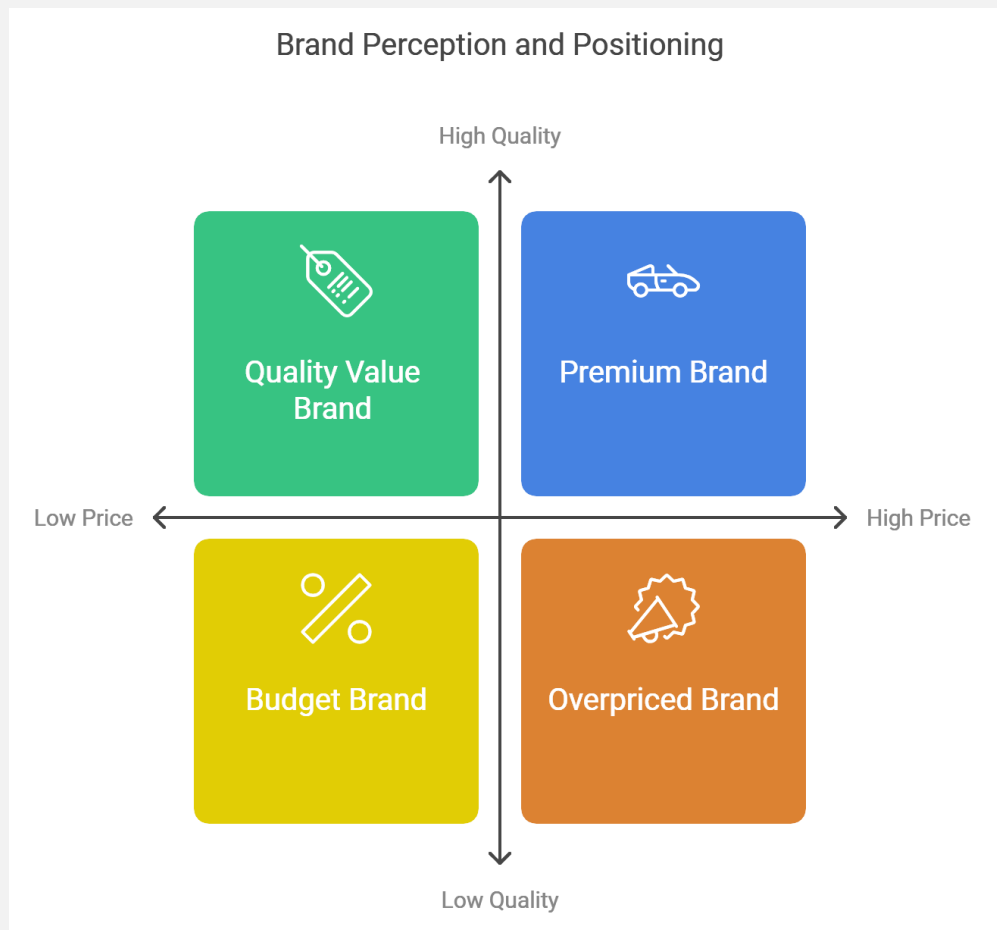 Brand Perception and Positioning
High Quality
Quality Value
Brand
Premium Brand
Low Price
High Price
Budget Brand
Overpriced Brand
Low Quality